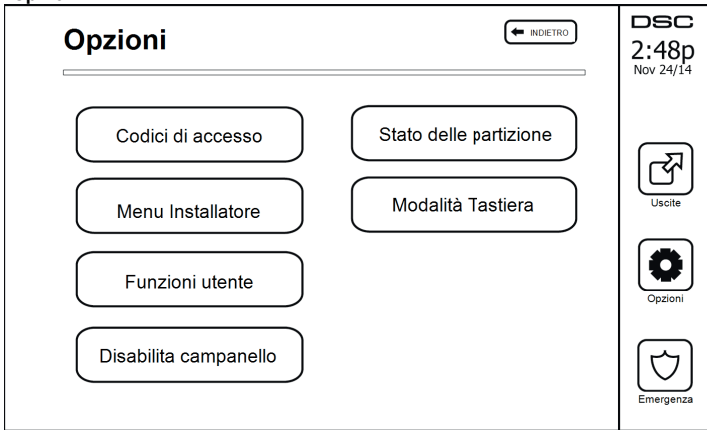 Opzioni
INDIETRO
Codici di accesso
Stato delle partizione
Menu Installatore
Modalità Tastiera
Funzioni utente
Disabilita campanello
DSC
2:48p
Nov 24/14
Uscite
Opzioni
Emergenza